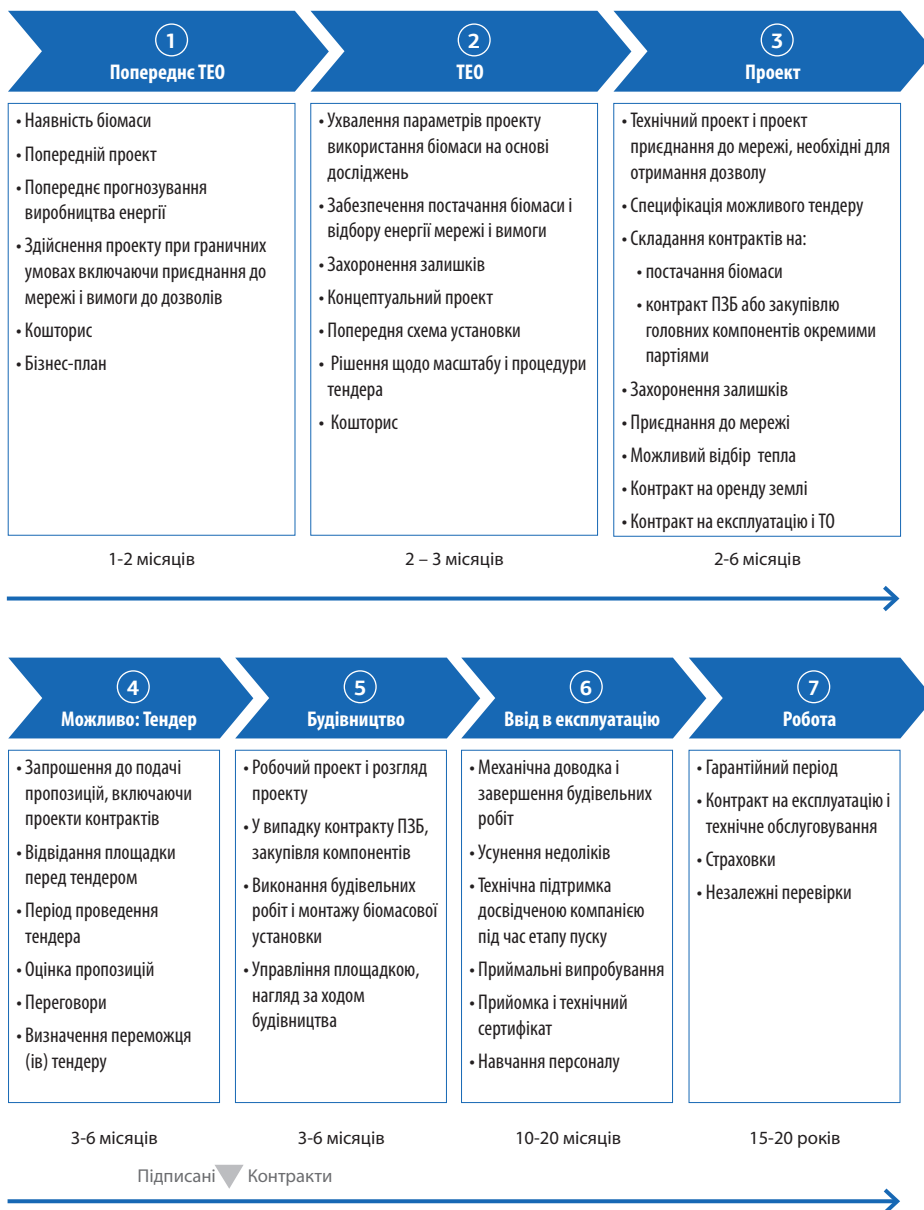 1
Попереднє ТЕО
• Наявність біомаси
• Попередній проект
• Попереднє прогнозування
виробництва енергії
• Здійснення проекту при граничних
умовах включаючи приєднання до
мережі і вимоги до дозволів
• Кошторис
• Бізнес-план
1-2 місяців
2
ТЕО
• Ухвалення параметрів проекту
використання біомаси на основі
досліджень
• Забезпечення постачання біомаси і
відбору енергії мережі і вимоги
• Захоронення залишків
• Концептуальний проект
• Попередня схема установки
• Рішення щодо масштабу і процедури
тендера
• Кошторис
2 – 3 місяців
3
Проект
• Технічний проект і проект
приєднання до мережі, необхідні для
отримання дозволу
• Специфікація можливого тендеру
• Складання контрактів на:
• постачання біомаси
• контракт ПЗБ або закупівлю
головних компонентів окремими
партіями
• Захоронення залишків
• Приєднання до мережі
• Можливий відбір тепла
• Контракт на оренду землі
• Контракт на експлуатацію і ТО
2-6 місяців
4
Можливо: Тендер
• Запрошення до подачі
пропозицій, включаючи
проекти контрактів
• Відвідання площадки
перед тендером
• Період проведення
тендера
• Оцінка пропозицій
• Переговори
• Визначення переможця
(ів) тендеру
3-6 місяців
5
Будівництво
• Робочий проект і розгляд
проекту
• У випадку контракту ПЗБ,
закупівля компонентів
• Виконання будівельних
робіт і монтажу біомасової
установки
• Управління площадкою,
нагляд за ходом
будівництва
3-6 місяців
6
Ввід в експлуатацію
• Механічна доводка і
завершення будівельних
робіт
• Усунення недоліків
• Технічна підтримка
досвідченою компанією
під час етапу пуску
• Приймальні випробування
• Прийомка і технічний
сертифікат
• Навчання персоналу
10-20 місяців
7
Робота
• Гарантійний період
• Контракт на експлуатацію і
технічне обслуговування
• Страховки
• Незалежні перевірки
15-20 років
Підписані Контракти